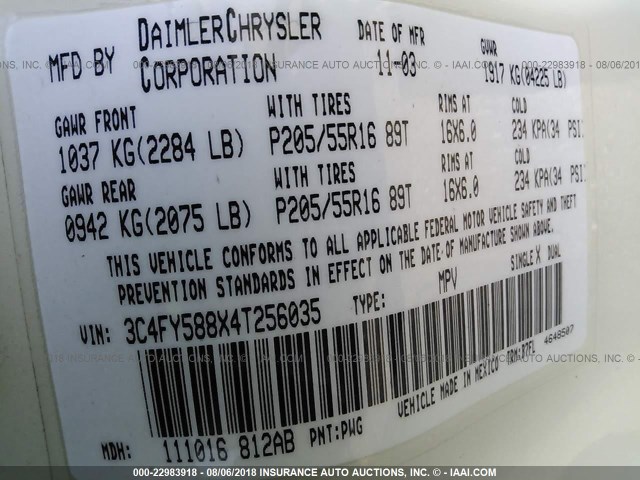 MFD BY DAIMLERCHRYSLER CORPORATION DATE OF MFR 11-03 GVWR 1917 KG(04225 LB)
GAWR FRONT WITH TIRES RIMS AT COLD
1037 KG(2284 LB) P205/55R16 89T 16X6.0 234 KPA(34 PSI)
GAWR REAR WITH TIRES RIMS AT COLD
0942 KG(2075 LB) P205/55R16 89T 16X6.0 234 KPA(34 PSI)
THIS VEHICLE CONFORMS TO ALL APPLICABLE FEDERAL MOTOR VEHICLE SAFETY AND THEFT
PREVENTION STANDARDS IN EFFECT ON THE DATE OF MANUFACTURE SHOWN ABOVE.
VIN: 3C4FY588X4T256035 TYPE: MPV SINGLE X DUAL
4648507
VEHICLE MADE IN MEXICO
MDH: 111016 812AB PNT:PWG
000-22983918 - 08/06/2018 INSURANCE AUTO AUCTIONS, INC. - © - IAAI.COM